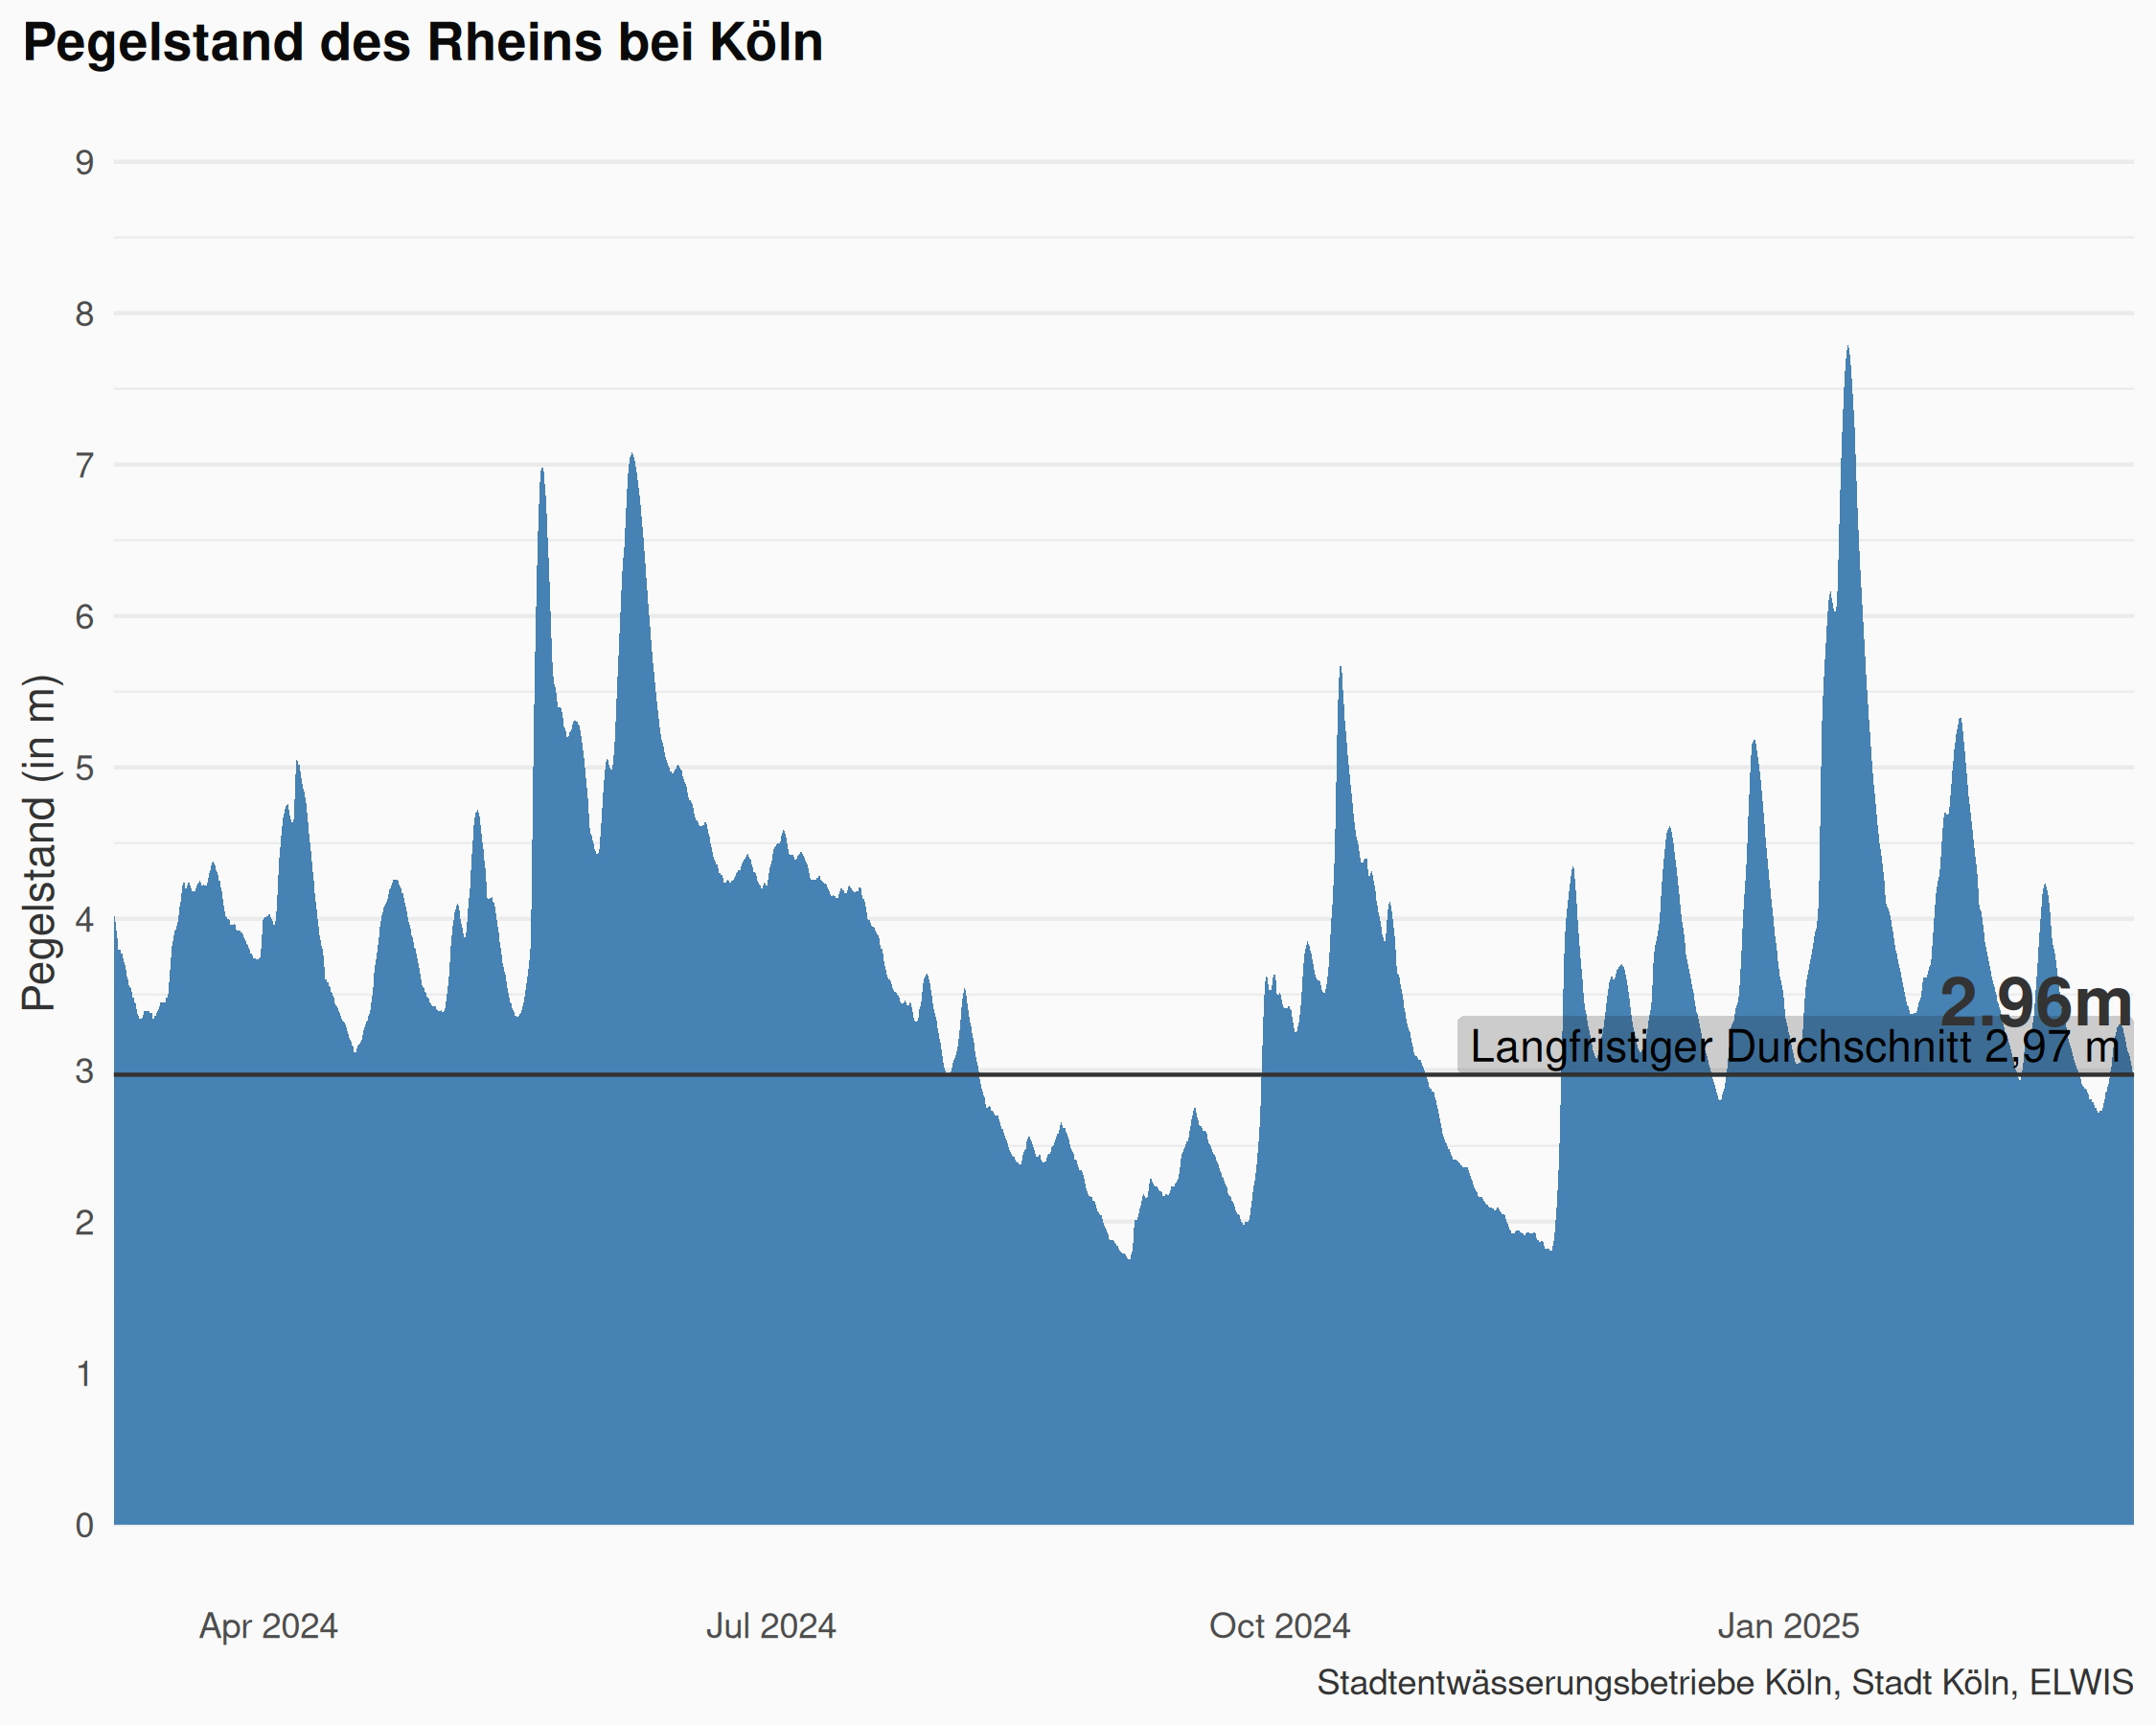 Pegelstand des Rheins bei Köln
Pegelstand (in m)
9
8
7
6
5
4
3
2
1
0
2.96m
Langfristiger Durchschnitt 2,97 m
Apr 2024
Jul 2024
Oct 2024
Jan 2025
Stadtentwässerungsbetriebe Köln, Stadt Köln, ELWIS